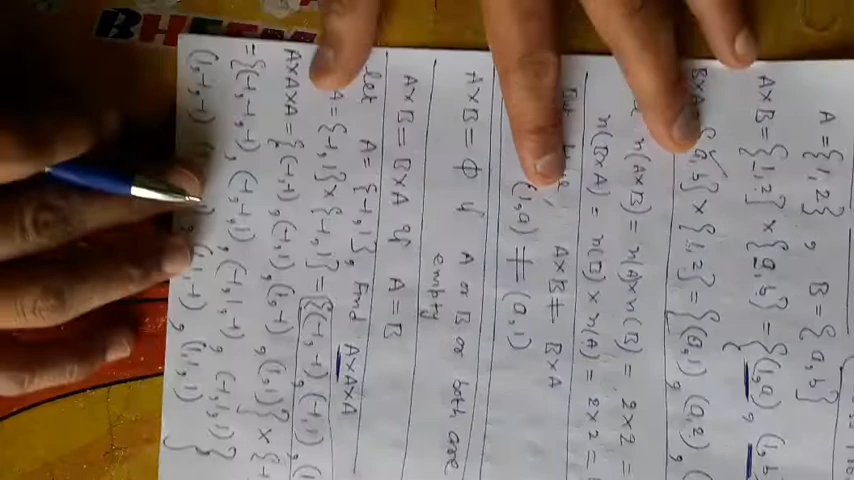 A = {1,2} , B = {a,b}
A×B = {1,2} × {a,b} = {(1,a) , (1,b
B×A {a,b} × {1,2} = {(a,1) , (a,2) , (
n(A×B) = n(A)×n(B) = 2×2 =
n(B×A) = n(B) × n(A) = 2×2 =
A×B ≠ B×A
(1,a) ≠ (a,1)
A×B = ϕ if A or B or both are
empty
A×B = B×A if A = B
let A = {-1,1} , Find A×A×A
A = {-1,1} × {-1,1} = {(-1,-1) , (-1,1) , (1
A×A×A = {(-1,-1) , (-1,1) , (1,-1) , (1,1)} × {-1
= {(-1,-1,-1) , (-1,-1,1) , (-1,1,-1) , (-1,1,1)
(1,-1,-1) , (1,-1 , (1,1,-1) , (1,1,1) }